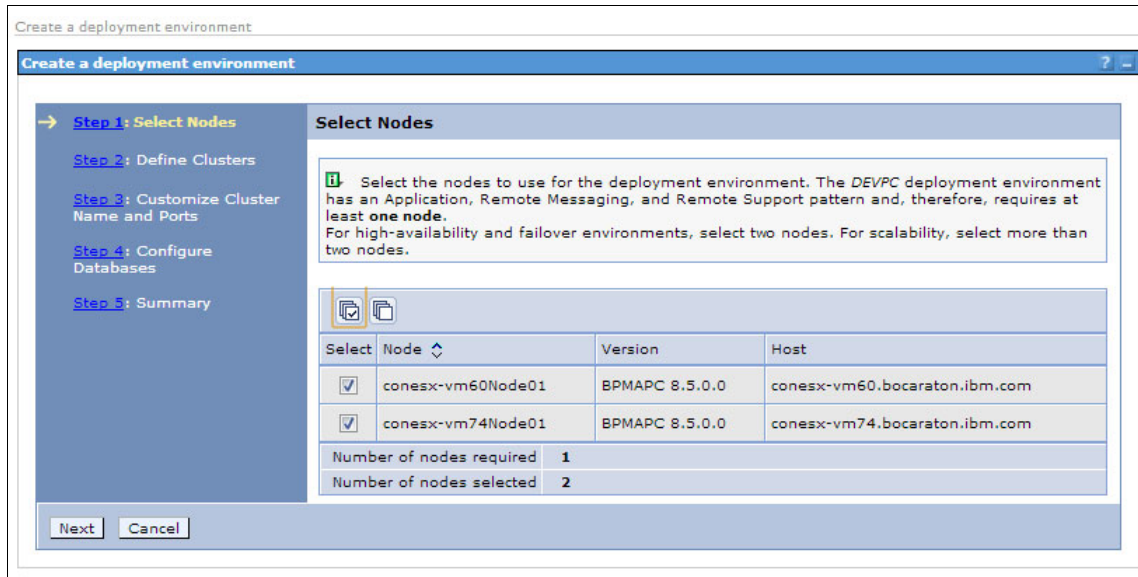 Create a deployment environment
Create a deployment environment
? –
Step 1: Select Nodes
Step 2: Define Clusters
Step 3: Customize Cluster
Name and Ports
Step 4: Configure
Databases
Step 5: Summary
Select Nodes
Select the nodes to use for the deployment environment. The DEVPC deployment environment
has an Application, Remote Messaging, and Remote Support pattern and, therefore, requires at
least one node.
For high-availability and failover environments, select two nodes. For scalability, select more than
two nodes.
Select Node Version Host
conesx-vm60Node01 BPMAPC 8.5.0.0 conesx-vm60.bocaraton.ibm.com
conesx-vm74Node01 BPMAPC 8.5.0.0 conesx-vm74.bocaraton.ibm.com
Number of nodes required 1
Number of nodes selected 2
Next Cancel